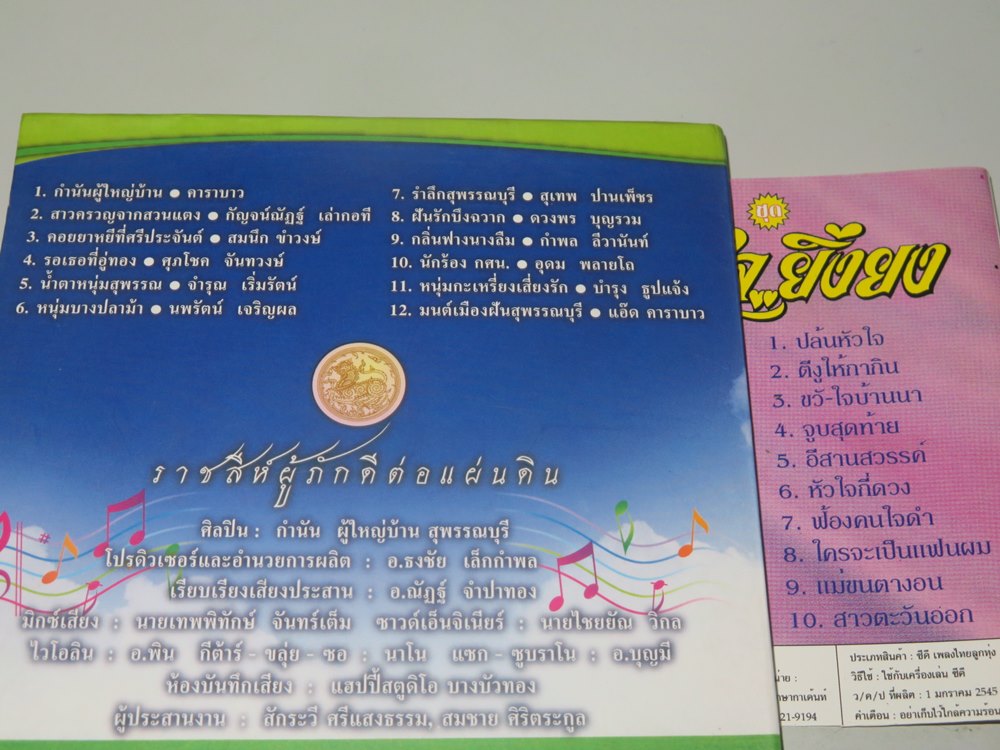 1. กำนันผู้ใหญ่บ้าน ● คาราบาว
2. สาวครวญจากสวนแตง ● กัญจน์ณัฏฐ์ เล่ากอที
3. คอยยาหยีที่ศรีประจันต์ ● สมนึก ขำวงษ์
4. รอเธอที่อู่ทอง ● ศุภโชค จันทวงษ์
5. น้ำตาหนุ่มสุพรรณ ● จำรุณ เริ่มรัตน์
6. หนุ่มบางปลาม้า ● นพรัตน์ เจริญผล
7. รำลึกสุพรรณบุรี ● สุเทพ ปานเพ็ชร
8. ฝันรักบึงฉวาก ● ดวงพร บุญรวม
9. กลิ่นฟางนางลืม ● กำพล ลีวานันท์
10. นักร้อง กศน. ● อุดม พลายโถ
11. หนุ่มกะเหรี่ยงเสี่ยงรัก ● บำรุง ธูปแจ้ง
12. มนต์เมืองฝันสุพรรณบุรี ● แอ๊ด คาราบาว
ราชสีห์ผู้ภักดีต่อแผ่นดิน
ศิลปิน : กำนัน ผู้ใหญ่บ้าน สุพรรณบุรี
โปรดิวเซอร์และอำนวยการผลิต : อ.ธงชัย เล็กกำพล
เรียบเรียงเสียงประสาน : อ.ณัฏฐ์ จำปาทอง
มิกซ์เสียง : นายเทพพิทักษ์ จันทร์เต็ม ซาวด์เอ็นจิเนียร์ : นายไชยยัณ วิกล
ไวโอลิน : อ.พิน กีต้าร์ - ขลุ่ย - ซอ : นาโน แซก - ซูบราโน : อ.บุญมี
ห้องบันทึกเสียง : แฮปปี้สตูดิโอ บางบัวทอง
ผู้ประสานงาน : สักระวี ศรีแสงธรรม, สมชาย ศิริตระกูล
ชุด
ยิ่งยง
1. ปล้นหัวใจ
2. ตีงูให้กากิน
3. ขวัญใจบ้านนา
4. จูบสุดท้าย
5. อีสานสวรรค์
6. หัวใจกี่ดวง
7. ฟ้องคนใจดำ
8. ใครจะเป็นแฟนผม
9. แม่ขนตางอน
10. สาวตะวันออก
21-9194
ประเภทสินค้า : ซีดี เพลงไทยลูกทุ่ง
วิธีใช้ : ใช้กับเครื่องเล่น ซีดี
ว/ด/ป ที่ผลิต : 1 มกราคม 2545
คำเตือน : อย่าเก็บไว้ใกล้ความร้อน